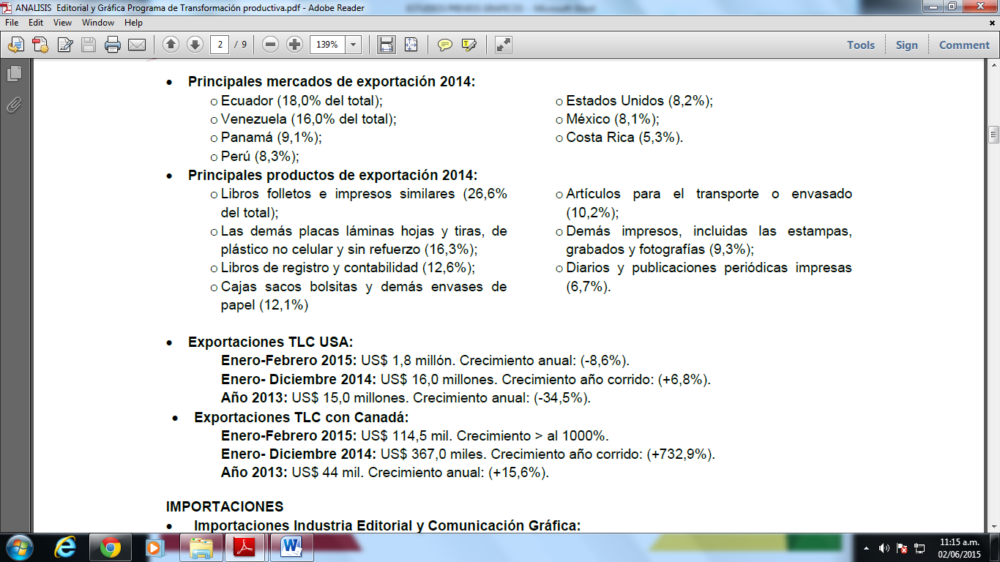 ANALISIS  Editorial y Gráfica Programa de Transformación productiva.pdf - Adobe Reader
File Edit View Window Help
2 / 9 139% Tools Sign Comment
• Principales mercados de exportación 2014:
o Ecuador (18,0% del total);
o Venezuela (16,0% del total);
o Panamá (9,1%);
o Perú (8,3%);
o Estados Unidos (8,2%);
o México (8,1%);
o Costa Rica (5,3%).
• Principales productos de exportación 2014:
o Libros folletos e impresos similares (26,6%
del total);
o Las demás placas láminas hojas y tiras, de
plástico no celular y sin refuerzo (16,3%);
o Libros de registro y contabilidad (12,6%);
o Cajas sacos bolsitas y demás envases de
papel (12,1%)
o Artículos para el transporte o envasado
(10,2%);
o Demás impresos, incluidas las estampas,
grabados y fotografías (9,3%);
o Diarios y publicaciones periódicas impresas
(6,7%).
• Exportaciones TLC USA:
Enero-Febrero 2015: US$ 1,8 millón. Crecimiento anual: (-8,6%).
Enero- Diciembre 2014: US$ 16,0 millones. Crecimiento año corrido: (+6,8%).
Año 2013: US$ 15,0 millones. Crecimiento anual: (-34,5%).
• Exportaciones TLC con Canadá:
Enero-Febrero 2015: US$ 114,5 mil. Crecimiento > al 1000%.
Enero- Diciembre 2014: US$ 367,0 miles. Crecimiento año corrido: (+732,9%).
Año 2013: US$ 44 mil. Crecimiento anual: (+15,6%).
IMPORTACIONES
• Importaciones Industria Editorial y Comunicación Gráfica:
11:15 a.m.
02/06/2015